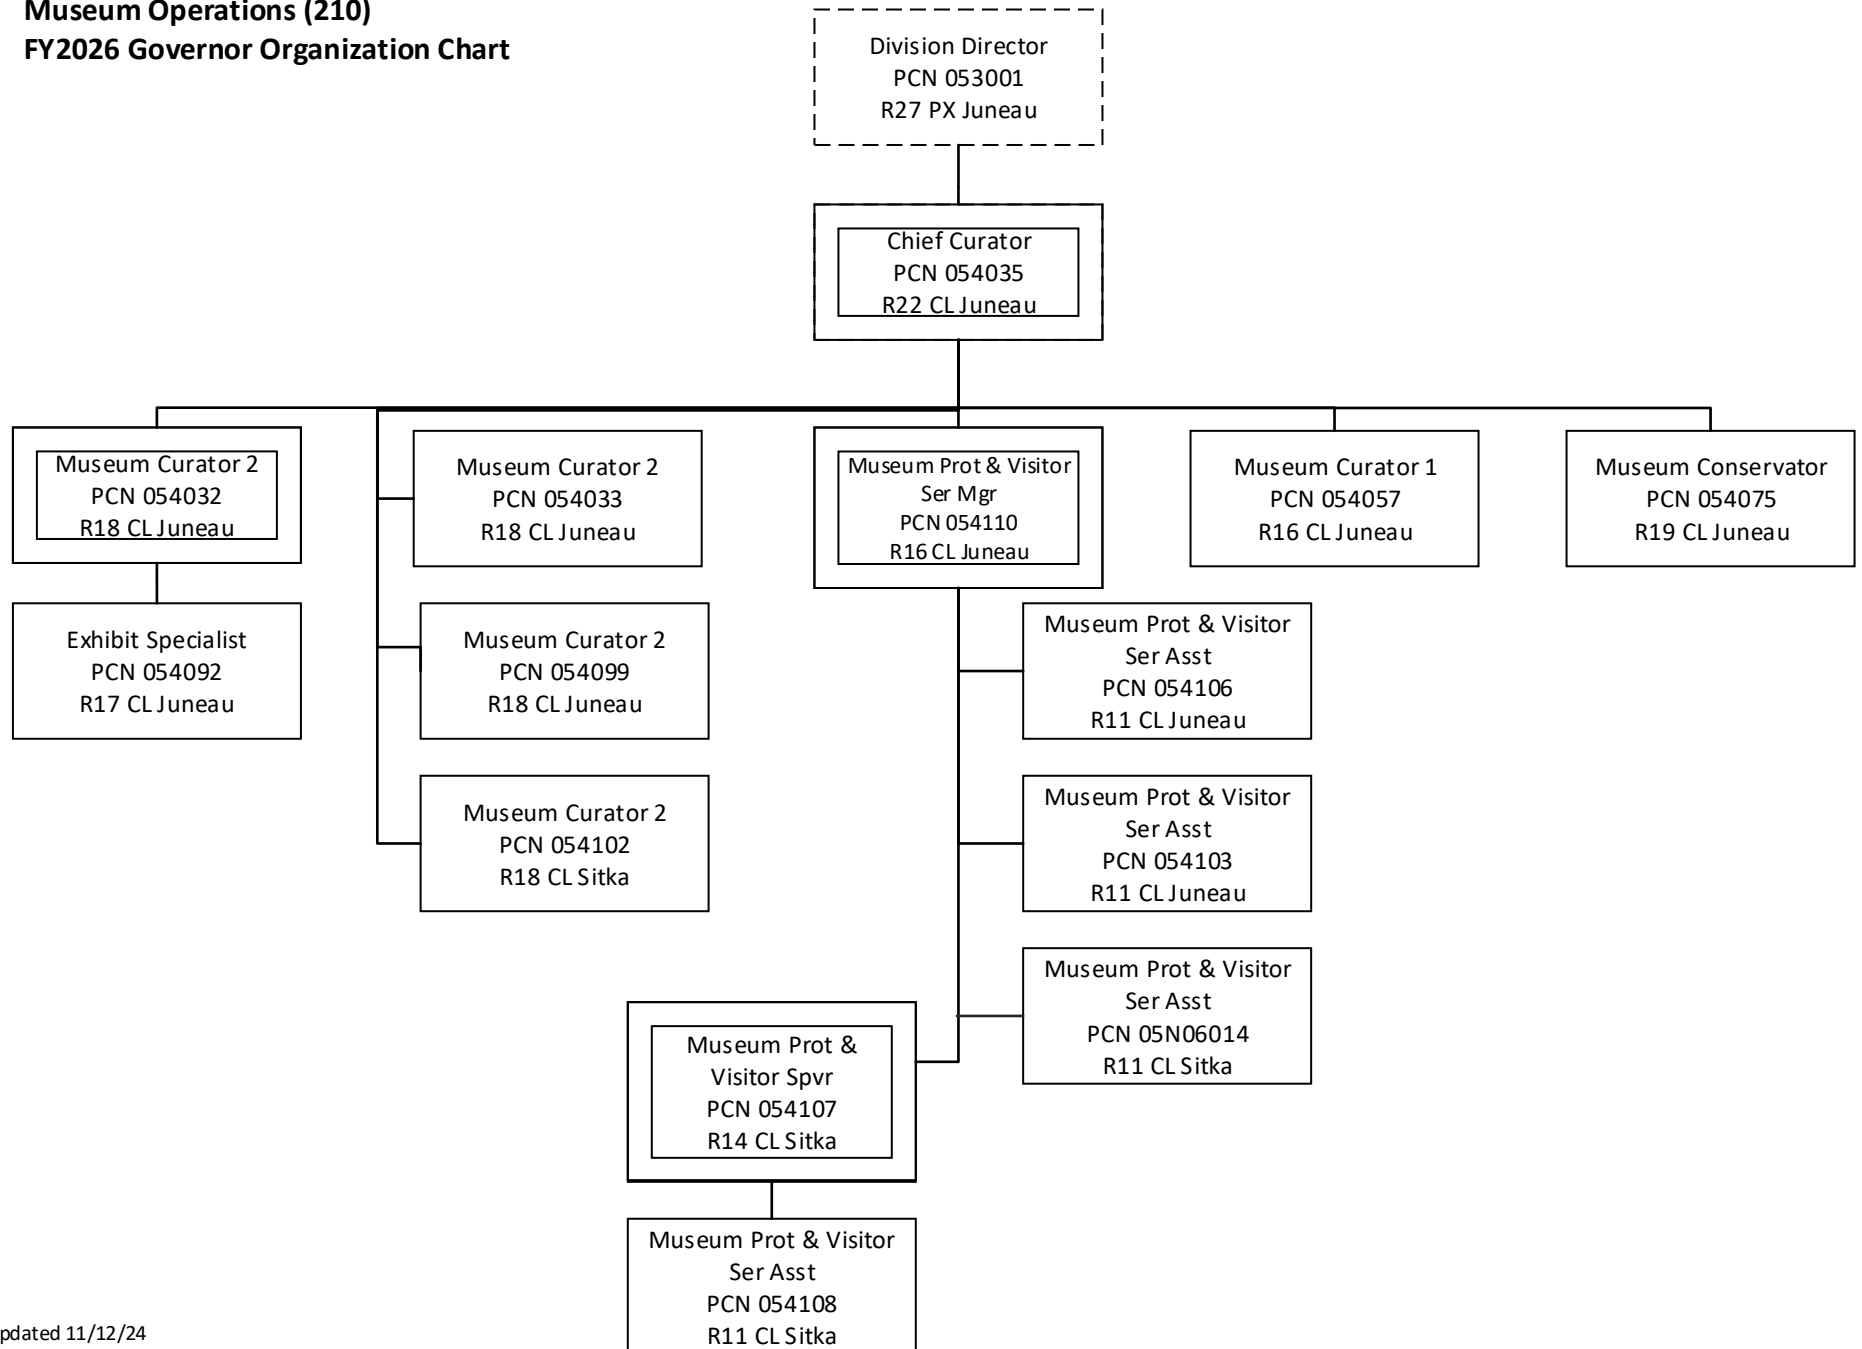 Museum Operations (210)
FY2026 Governor Organization Chart
Division Director
PCN 053001
R27 PX Juneau
Chief Curator
PCN 054035
R22 CL Juneau
Museum Curator 2
PCN 054032
R18 CL Juneau
Museum Curator 2
PCN 054033
R18 CL Juneau
Museum Prot & Visitor
Ser Mgr
PCN 054110
R16 CL Juneau
Museum Curator 1
PCN 054057
R16 CL Juneau
Museum Conservator
PCN 054075
R19 CL Juneau
Exhibit Specialist
PCN 054092
R17 CL Juneau
Museum Curator 2
PCN 054099
R18 CL Juneau
Museum Prot & Visitor
Ser Asst
PCN 054106
R11 CL Juneau
Museum Curator 2
PCN 054102
R18 CL Sitka
Museum Prot & Visitor
Ser Asst
PCN 054103
R11 CL Juneau
Museum Prot & Visitor
Ser Asst
PCN 05N06014
R11 CL Sitka
Museum Prot &
Visitor Spvr
PCN 054107
R14 CL Sitka
Museum Prot & Visitor
Ser Asst
PCN 054108
R11 CL Sitka
pdated 11/12/24